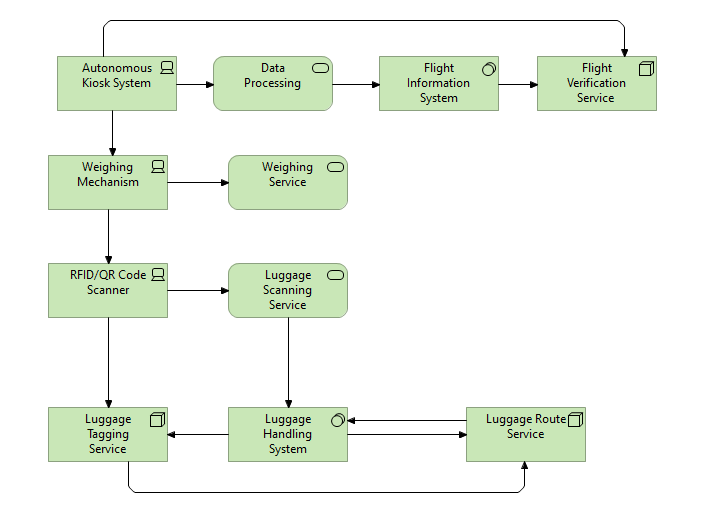 Autonomous
Kiosk System
Data
Processing
Flight
Information
System
Flight
Verification
Service
Weighing
Mechanism
Weighing
Service
RFID/QR Code
Scanner
Luggage
Scanning
Service
Luggage
Tagging
Service
Luggage
Handling
System
Luggage Route
Service